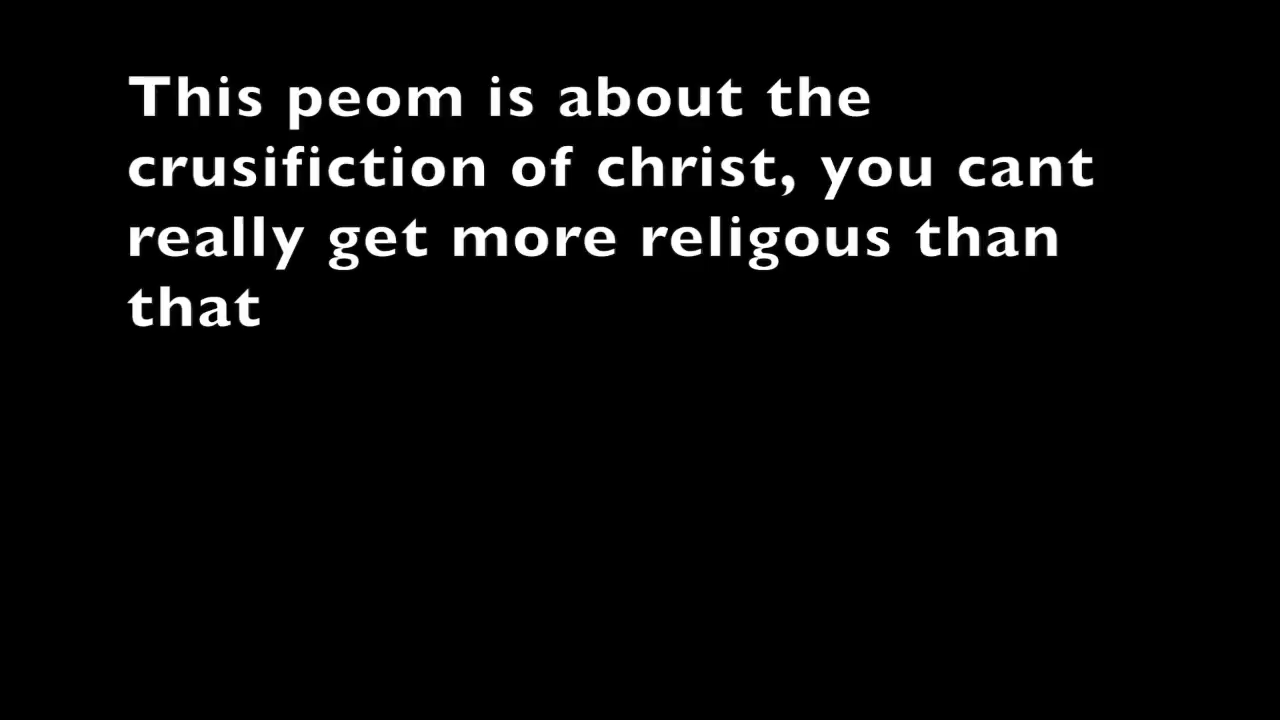 This peom is about the
crusifiction of christ, you cant
really get more religous than
that